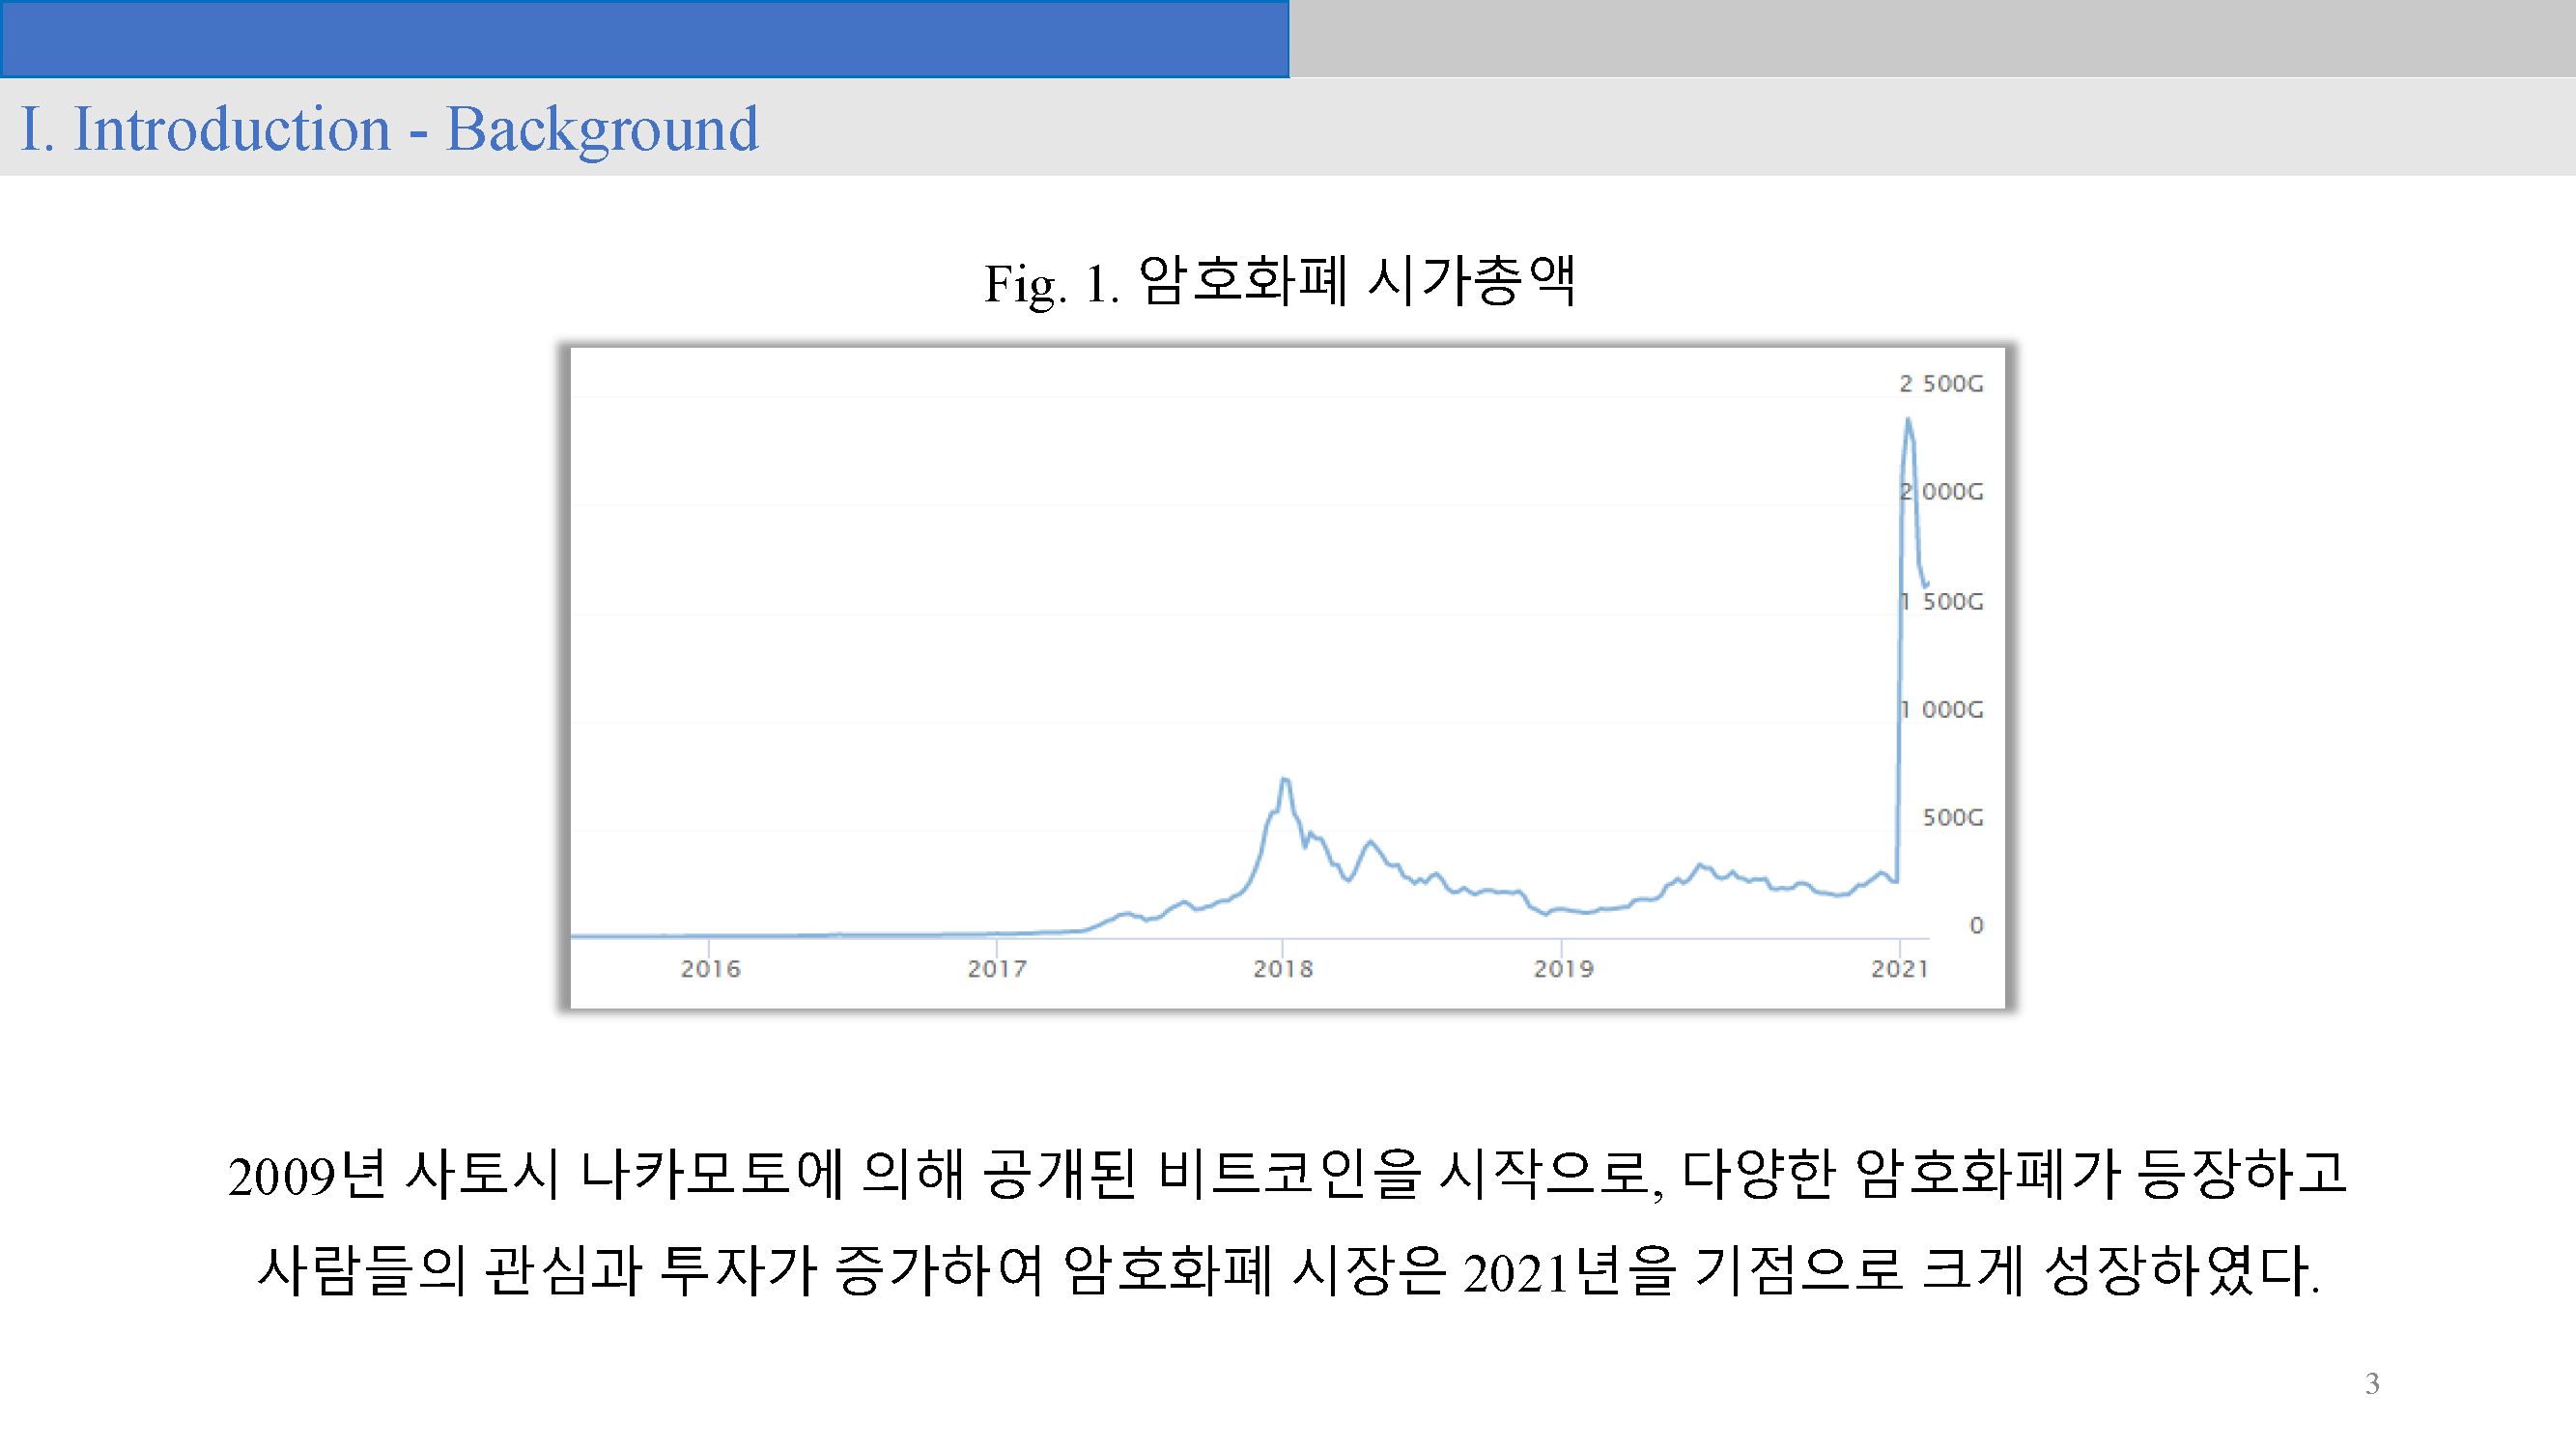 I. Introduction - Background
Fig. 1. 암호화폐 시가총액
2 500G
2 000G
1 500G
1 000G
500G
0
2016 2017 2018 2019 2021
2009년 사토시 나카모토에 의해 공개된 비트코인을 시작으로, 다양한 암호화폐가 등장하고
사람들의 관심과 투자가 증가하여 암호화폐 시장은 2021년을 기점으로 크게 성장하였다.
3